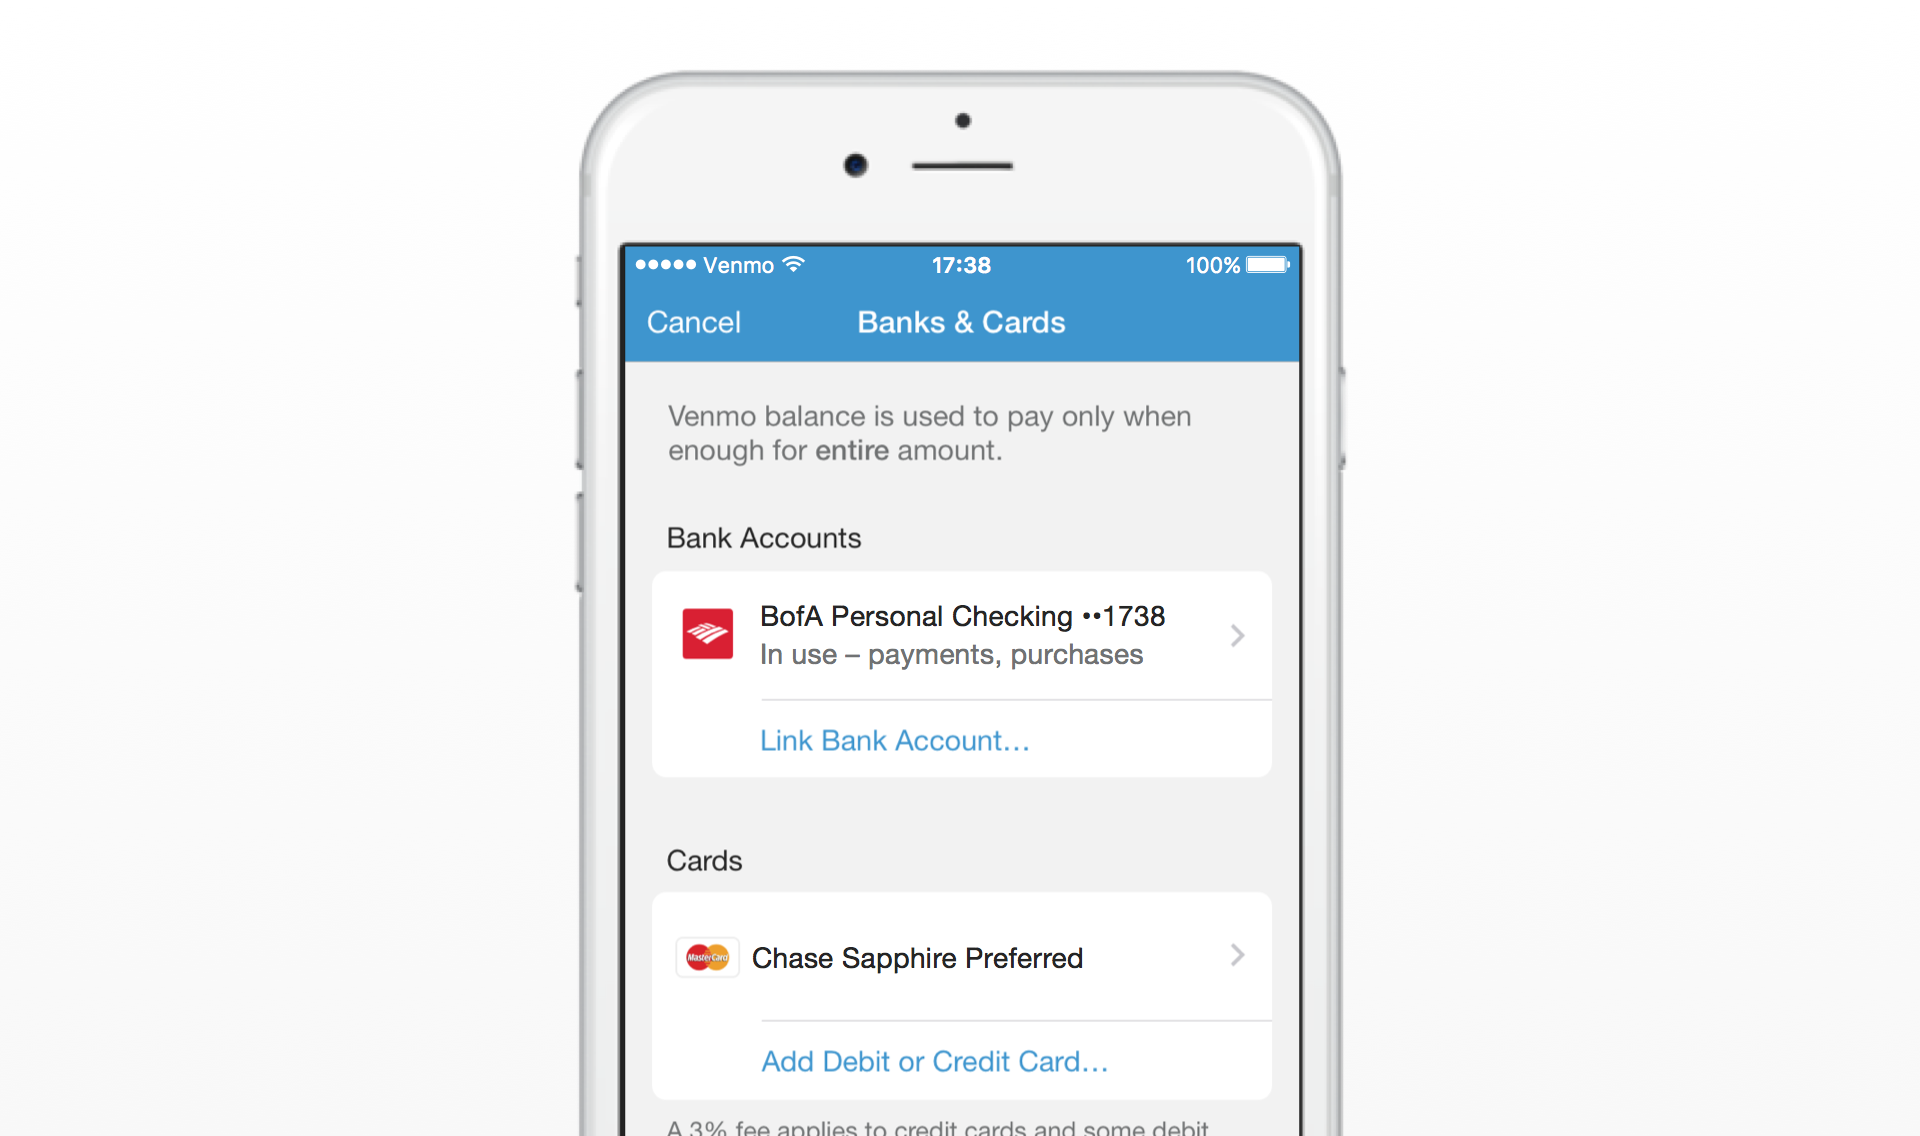 Venmo 17:38 100%
Cancel Banks & Cards
Venmo balance is used to pay only when
enough for entire amount.
Bank Accounts
BofA Personal Checking ••1738
In use – payments, purchases
Link Bank Account...
Cards
MasterCard Chase Sapphire Preferred
Add Debit or Credit Card...
A 3% fee applies to credit cards and some debit